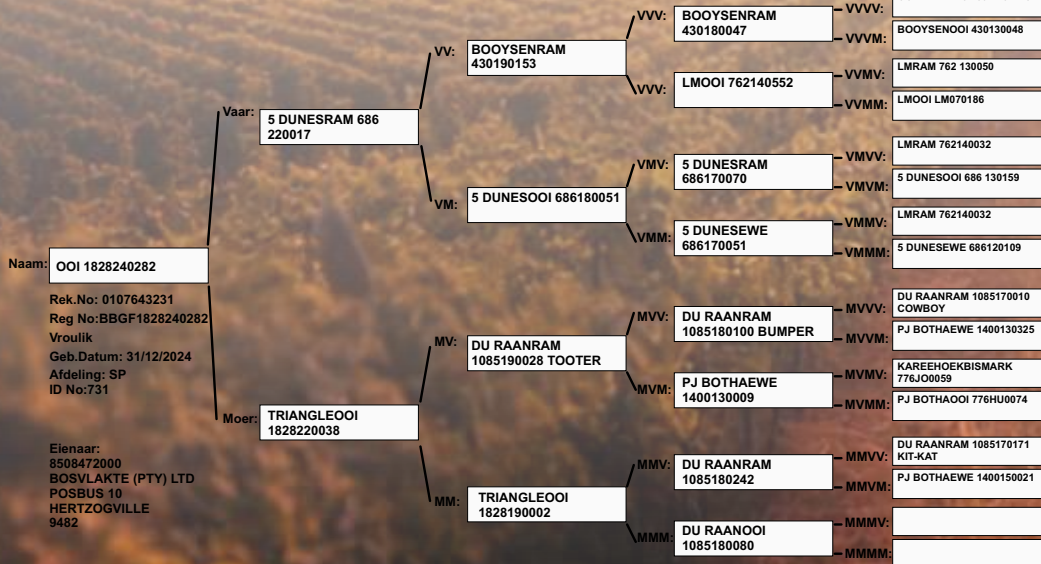 Naam:
OOI 1828240282
Rek.No: 0107643231
Reg No:BBGF1828240282
Vroulik
Geb.Datum: 31/12/2024
Afdeling: SP
ID No:731
Eienaar:
8508472000
BOSVLAKTE (PTY) LTD
POSBUS 10
HERTZOGVILLE
9482
Vaar:
5 DUNESRAM 686
220017
Moer:
TRIANGLEOOI
1828220038
VV:
BOOYSENRAM
430190153
VM:
5 DUNESOOI 686180051
MV:
DU RAANRAM
1085190028 TOOTER
MM:
TRIANGLEOOI
1828190002
VVV:
BOOYSENRAM
430180047
VVV:
LMOOI 762140552
VMV:
5 DUNESRAM
686170070
VMM:
5 DUNESEWE
686170051
MVV:
DU RAANRAM
1085180100 BUMPER
MVM:
PJ BOTHAEWE
1400130009
MMV:
DU RAANRAM
1085180242
MMM:
DU RAANOOI
1085180080
VVVV:
VVVM:
BOOYSENOOI 430130048
VVMV:
LMRAM 762 130050
VVMM:
LMOOI LM070186
VMVV:
LMRAM 762140032
VMVM:
5 DUNESOOI 686 130159
VMMV:
LMRAM 762140032
VMMM:
5 DUNESEWE 686120109
MVVV:
DU RAANRAM 1085170010
COWBOY
MVVM:
PJ BOTHAEWE 1400130325
MVMV:
KAREEHOEKBISMARK
776JO0059
MVMM:
PJ BOTHAOOI 776HU0074
MMVV:
DU RAANRAM 1085170171
KIT-KAT
MMVM:
PJ BOTHAEWE 1400150021
MMMV:
MMMM: